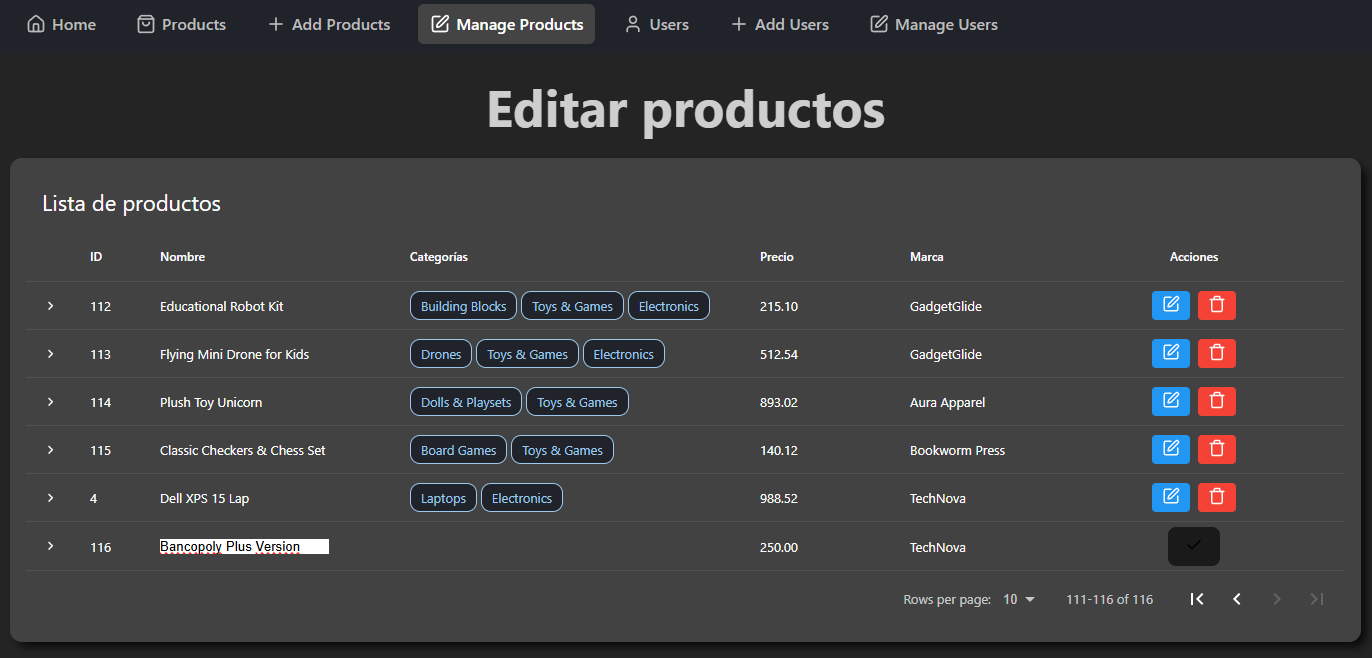 Home Products Add Products Manage Products Users Add Users Manage Users
Editar productos
Lista de productos
ID Nombre Categorías Precio Marca Acciones
112 Educational Robot Kit Building Blocks Toys & Games Electronics 215.10 GadgetGlide
113 Flying Mini Drone for Kids Drones Toys & Games Electronics 512.54 GadgetGlide
114 Plush Toy Unicorn Dolls & Playsets Toys & Games 893.02 Aura Apparel
115 Classic Checkers & Chess Set Board Games Toys & Games 140.12 Bookworm Press
4 Dell XPS 15 Lap Laptops Electronics 988.52 TechNova
116 Bancopoly Plus Version 250.00 TechNova
Rows per page: 10 111-116 of 116